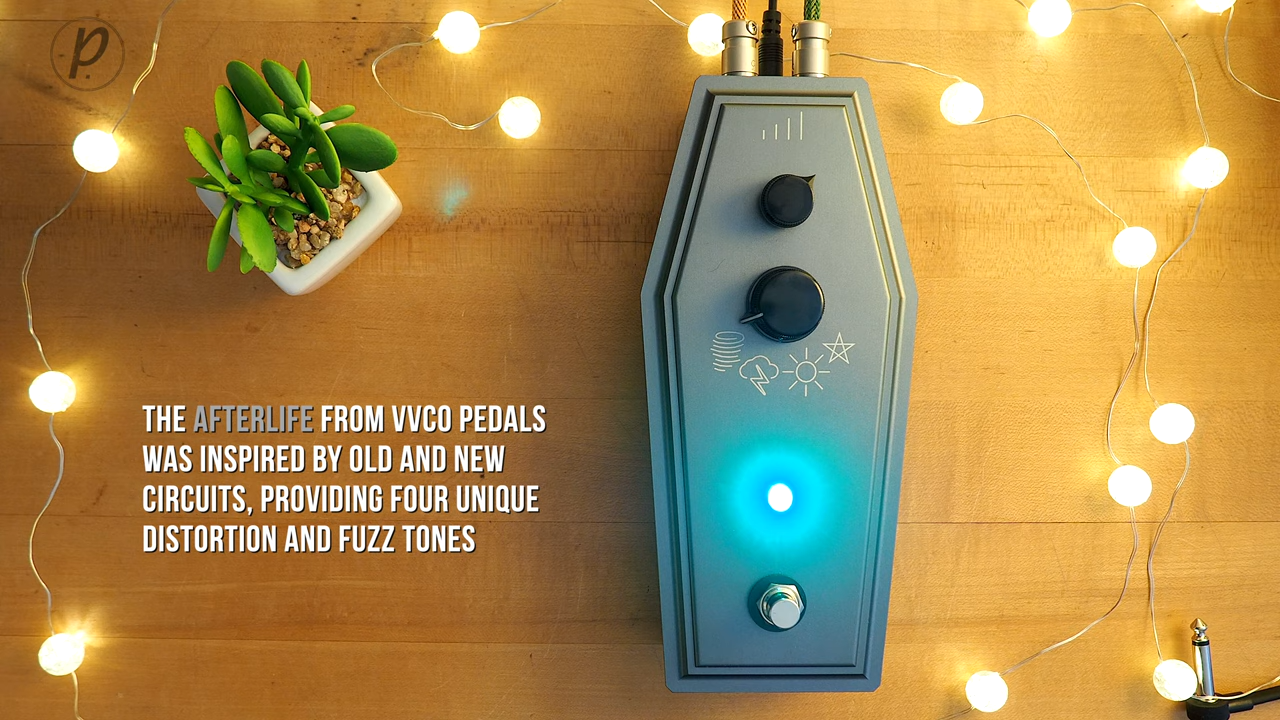 p
THE AFTERLIFE FROM VVCO PEDALS
WAS INSPIRED BY OLD AND NEW
CIRCUITS, PROVIDING FOUR UNIQUE
DISTORTION AND FUZZ TONES